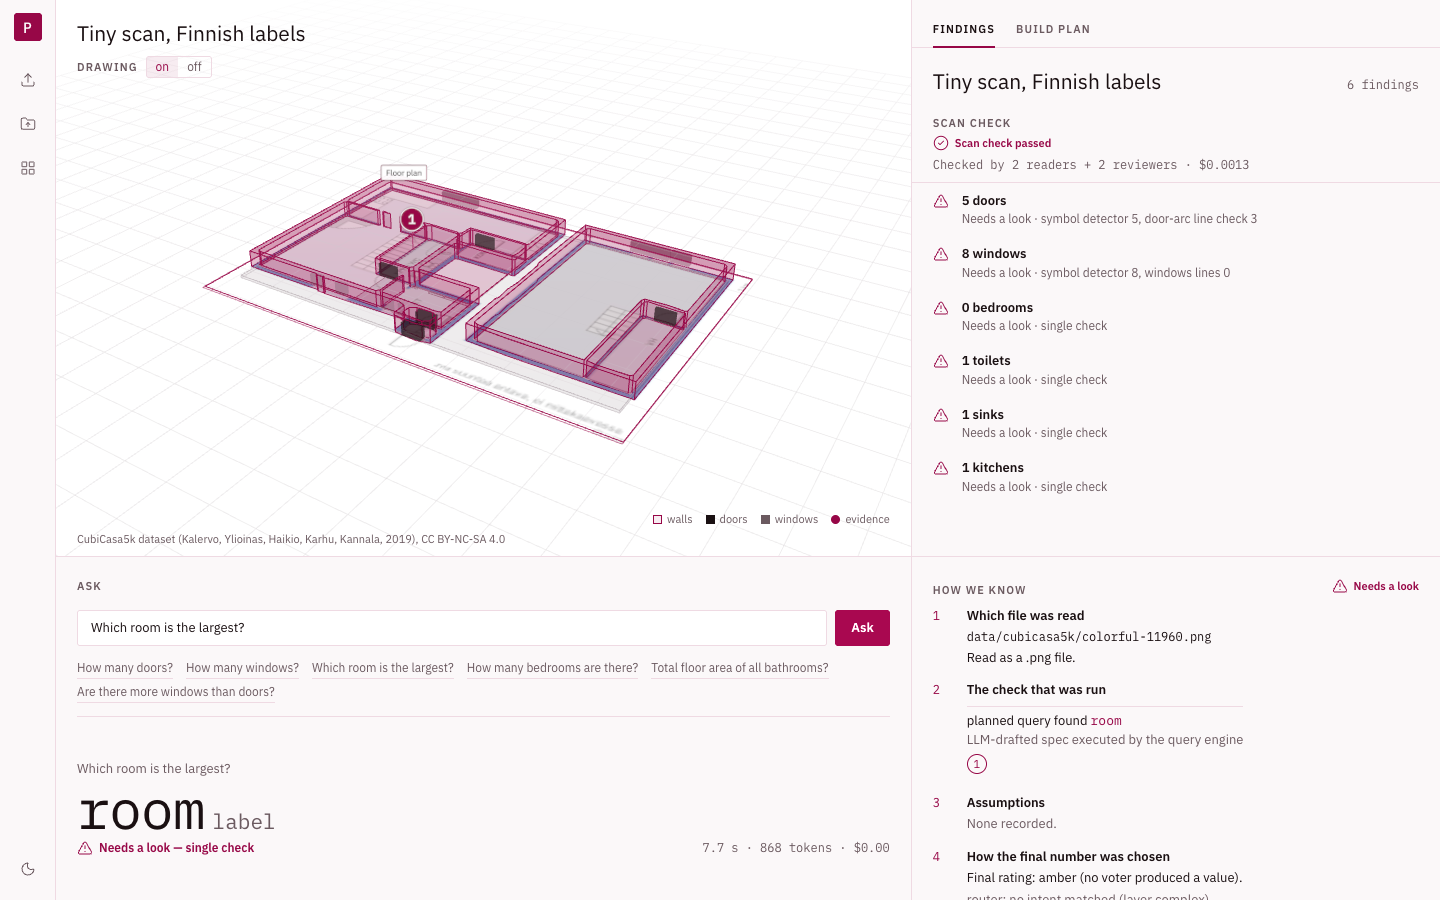 P
Tiny scan, Finnish labels
DRAWING on off
Floor plan
1
walls doors windows evidence
CubiCasa5k dataset (Kalervo, Ylioinas, Haikio, Karhu, Kannala, 2019), CC BY-NC-SA 4.0
ASK
Which room is the largest?
Ask
How many doors? How many windows? Which room is the largest? How many bedrooms are there? Total floor area of all bathrooms?
Are there more windows than doors?
Which room is the largest?
room label
Needs a look — single check
7.7 s · 868 tokens · $0.00
FINDINGS BUILD PLAN
Tiny scan, Finnish labels
6 findings
SCAN CHECK
Scan check passed
Checked by 2 readers + 2 reviewers · $0.0013
5 doors
Needs a look · symbol detector 5, door-arc line check 3
8 windows
Needs a look · symbol detector 8, windows lines 0
0 bedrooms
Needs a look · single check
1 toilets
Needs a look · single check
1 sinks
Needs a look · single check
1 kitchens
Needs a look · single check
HOW WE KNOW
Needs a look
1 Which file was read
data/cubicasa5k/colorful-11960.png
Read as a .png file.
2 The check that was run
planned query found room
LLM-drafted spec executed by the query engine
1
3 Assumptions
None recorded.
4 How the final number was chosen
Final rating: amber (no voter produced a value).
router: no intent matched (layer complex)